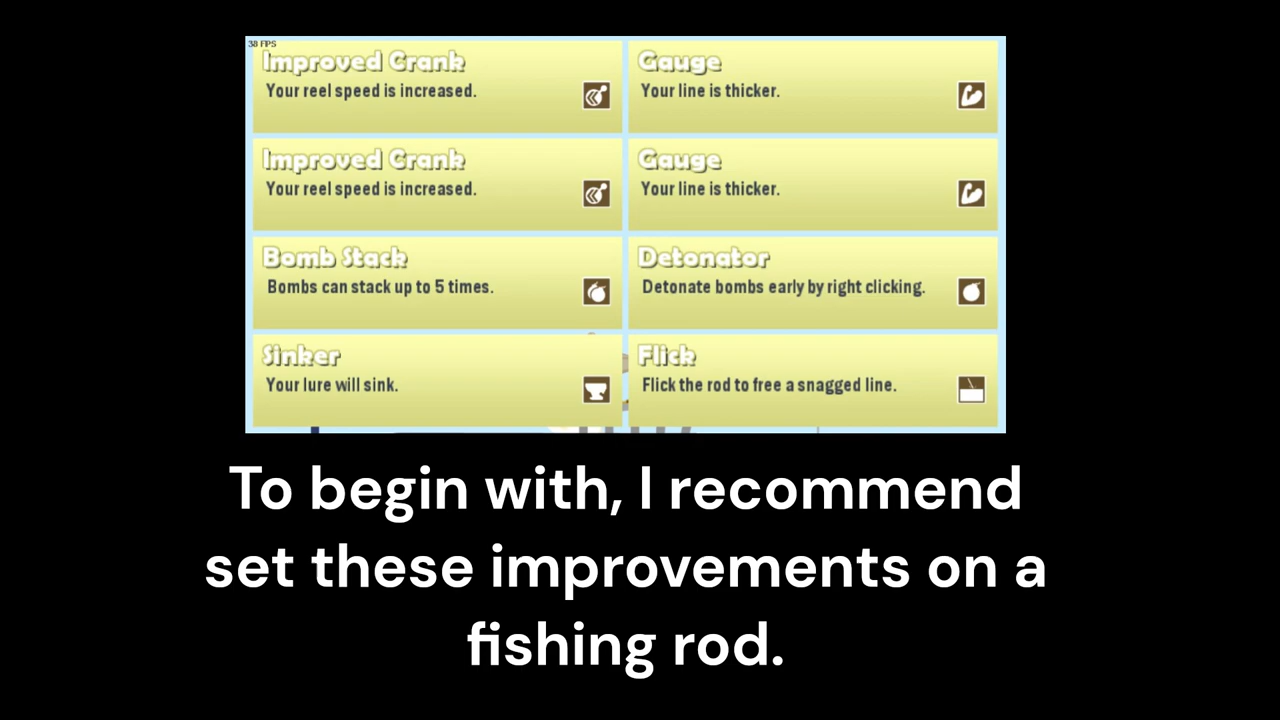 38 FPS
Improved Crank
Your reel speed is increased.
Gauge
Your line is thicker.
Improved Crank
Your reel speed is increased.
Gauge
Your line is thicker.
Bomb Stack
Bombs can stack up to 5 times.
Detonator
Detonate bombs early by right clicking.
Sinker
Your lure will sink.
Flick
Flick the rod to free a snagged line.
To begin with, I recommend
set these improvements on a
fishing rod.